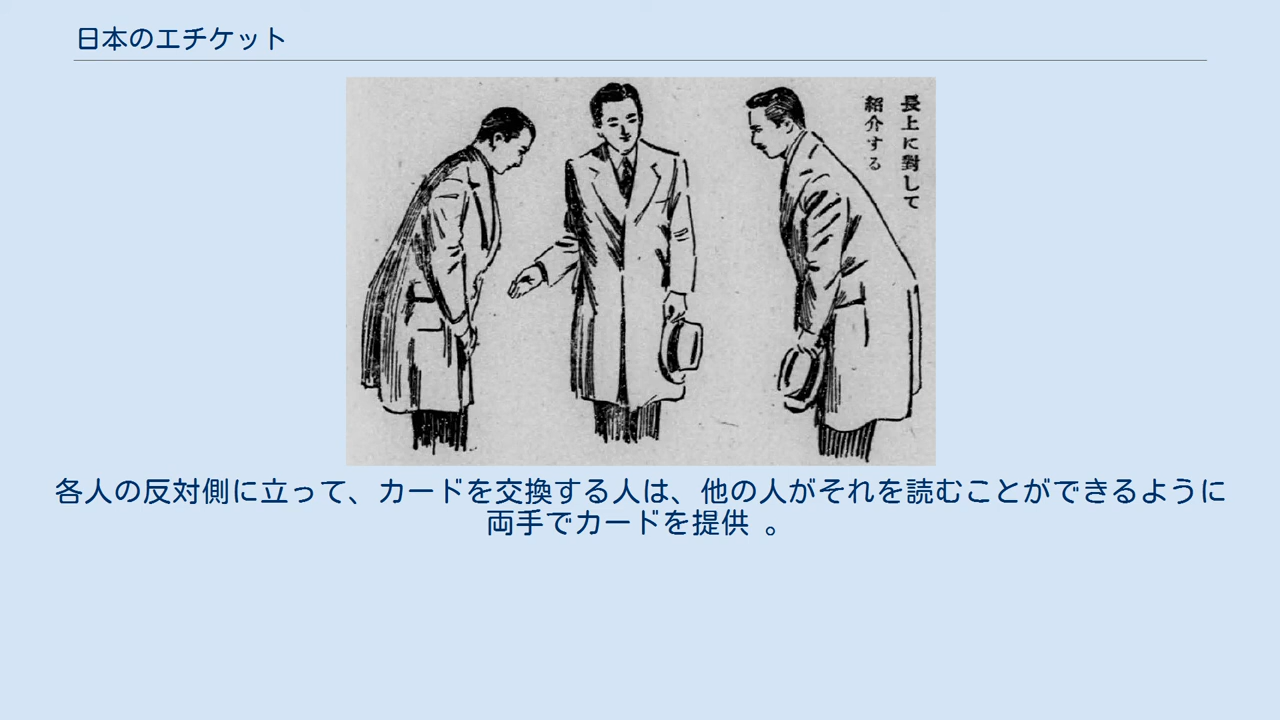 日本のエチケット
長上に對して
紹介する
各人の反対側に立って、カードを交換する人は、他の人がそれを読むことができるように
両手でカードを提供 。